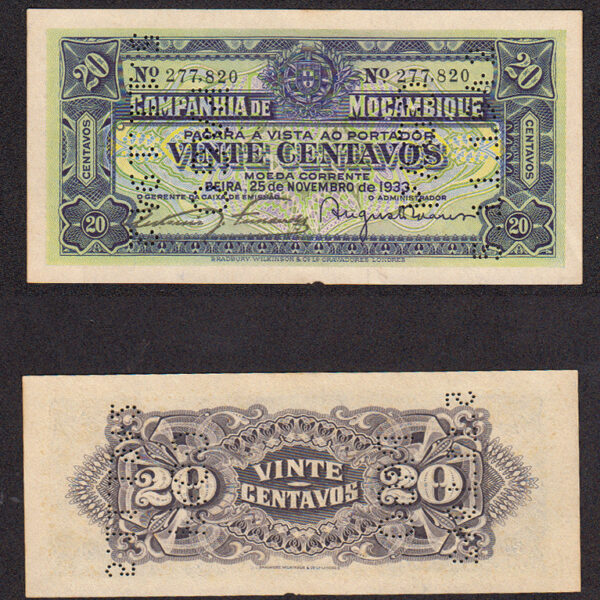 Nº 277,820 Nº 277,820
20 20
COMPANHIA DE MOÇAMBIQUE
PAGARÁ Á VISTA AO PORTADOR
CENTAVOS VINTE CENTAVOS CENTAVOS
MOEDA CORRENTE
BEIRA, 25 DE NOVEMBRO de 1933
O GERENTE DA CAIXA DE EMISSÃO O ADMINISTRADOR
20 20
BRADBURY, WILKINSON & Cº Lº GRAVADORES LONDRES
20 VINTE 20
CENTAVOS